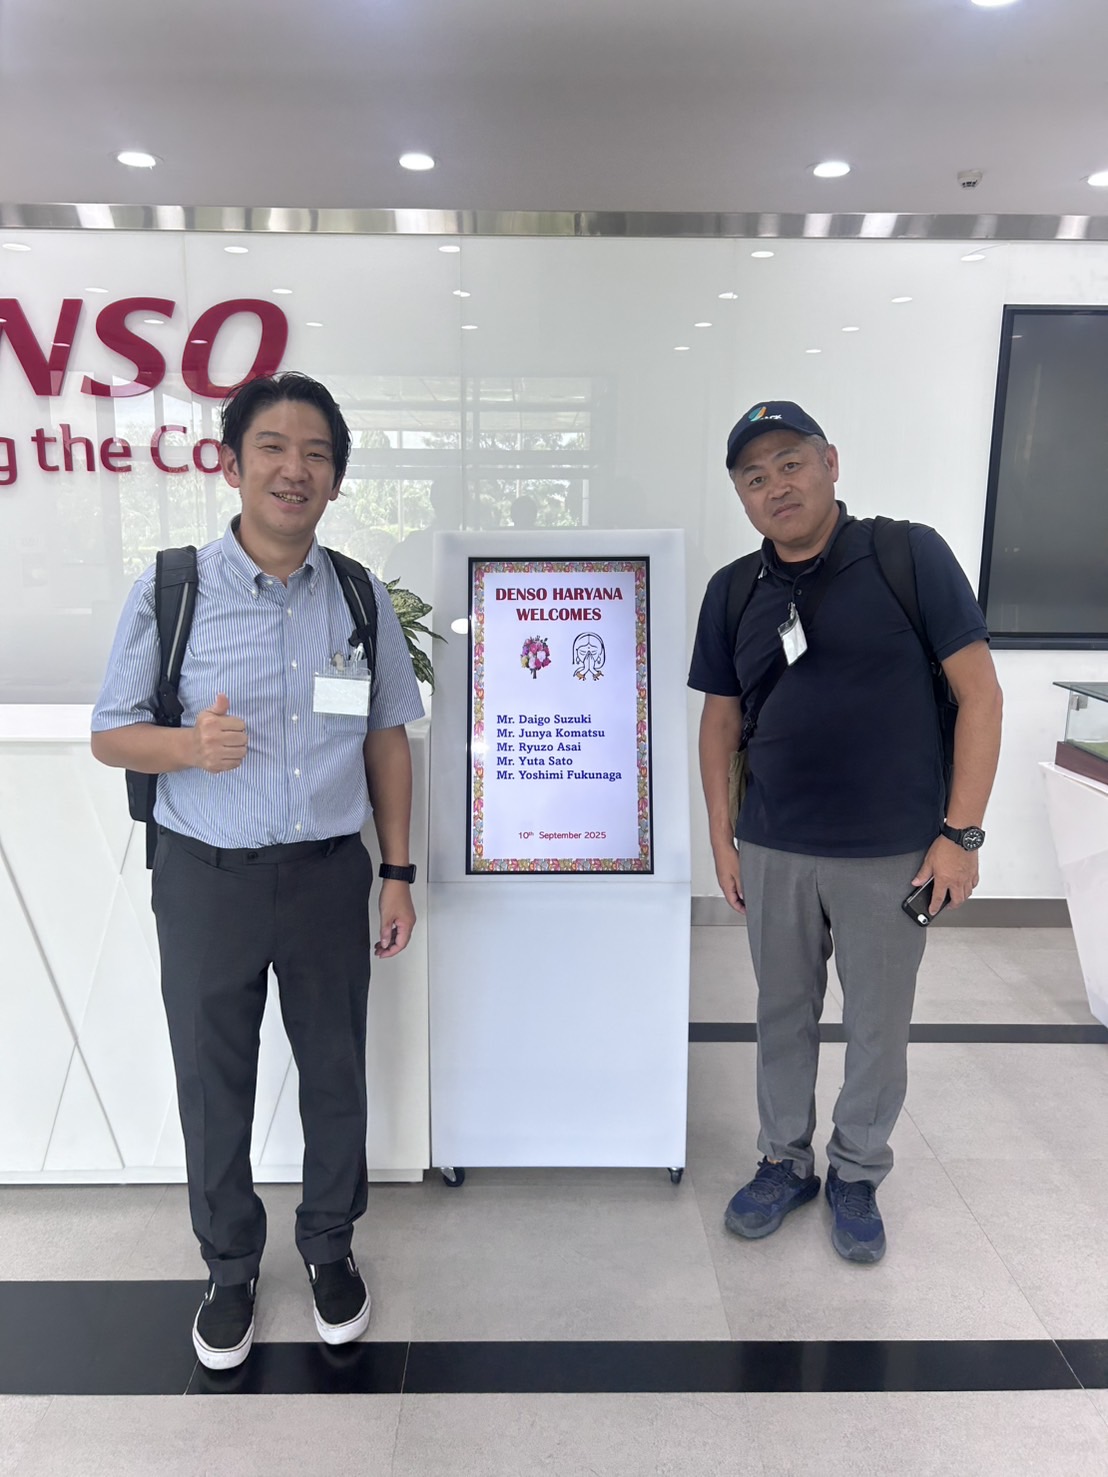 NSO
g the Co
DENSO HARYANA
WELCOMES
Mr. Daigo Suzuki
Mr. Junya Komatsu
Mr. Ryuzo Asai
Mr. Yuta Sato
Mr. Yoshimi Fukunaga
10th September 2025